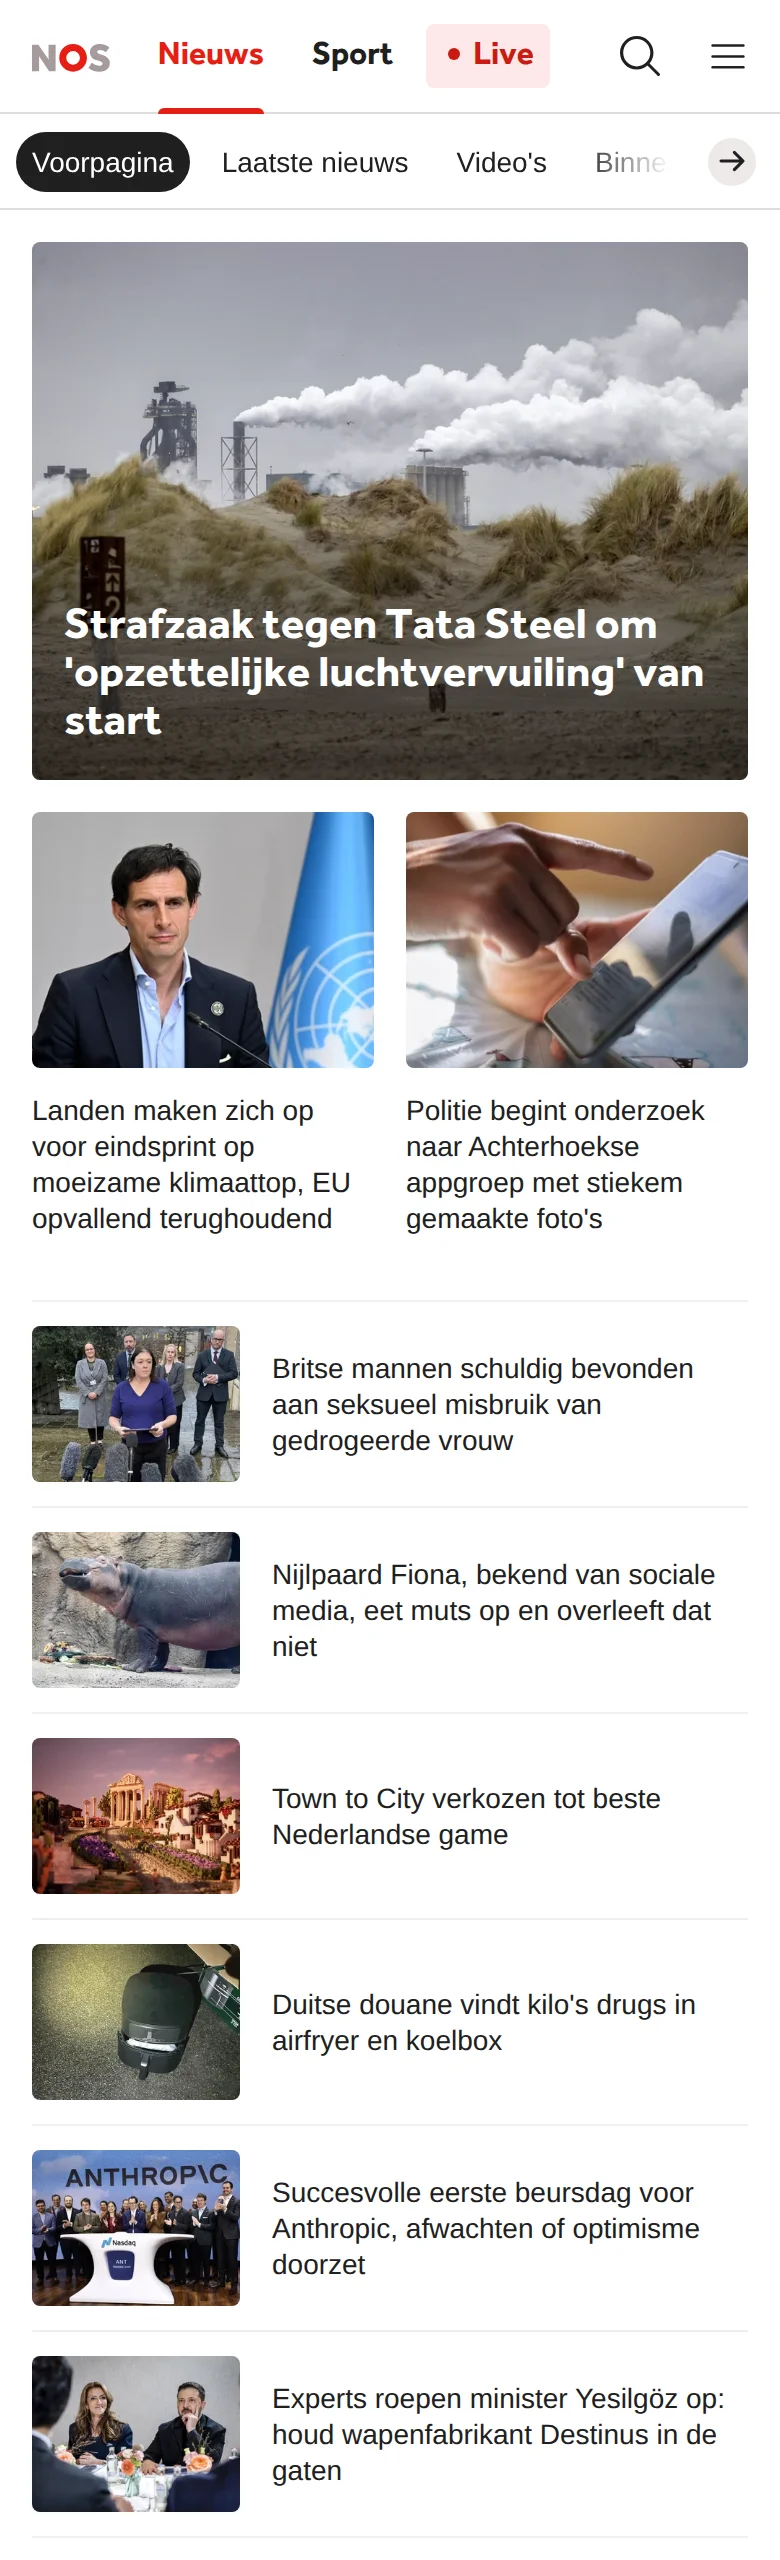 NOS
Nieuws
Sport
Live
Voorpagina
Laatste nieuws
Video's
Binne
Strafzaak tegen Tata Steel om
'opzettelijke luchtvervuiling' van
start
Landen maken zich op
voor eindsprint op
moeizame klimaattop, EU
opvallend terughoudend
Politie begint onderzoek
naar Achterhoekse
appgroep met stiekem
gemaakte foto's
Britse mannen schuldig bevonden
aan seksueel misbruik van
gedrogeerde vrouw
Nijlpaard Fiona, bekend van sociale
media, eet muts op en overleeft dat
niet
Town to City verkozen tot beste
Nederlandse game
Duitse douane vindt kilo's drugs in
airfryer en koelbox
ANTHROP\C
Nasdaq
ANT
Succesvolle eerste beursdag voor
Anthropic, afwachten of optimisme
doorzet
Experts roepen minister Yesilgöz op:
houd wapenfabrikant Destinus in de
gaten